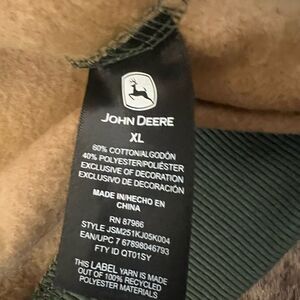 JOHN DEERE
XL
60% COTTON/ALGODÓN
40% POLYESTER/POLIÉSTER
EXCLUSIVE OF DECORATION
EXCLUSIVO DE DECORACIÓN
MADE IN/HECHO EN
CHINA
RN 87986
STYLE JSM251KJ05K004
EAN/UPC 7 67898046793
FTY ID QT01SY
THIS LABEL YARN IS MADE
OUT OF 100% RECYCLED
POLYESTER MATERIALS